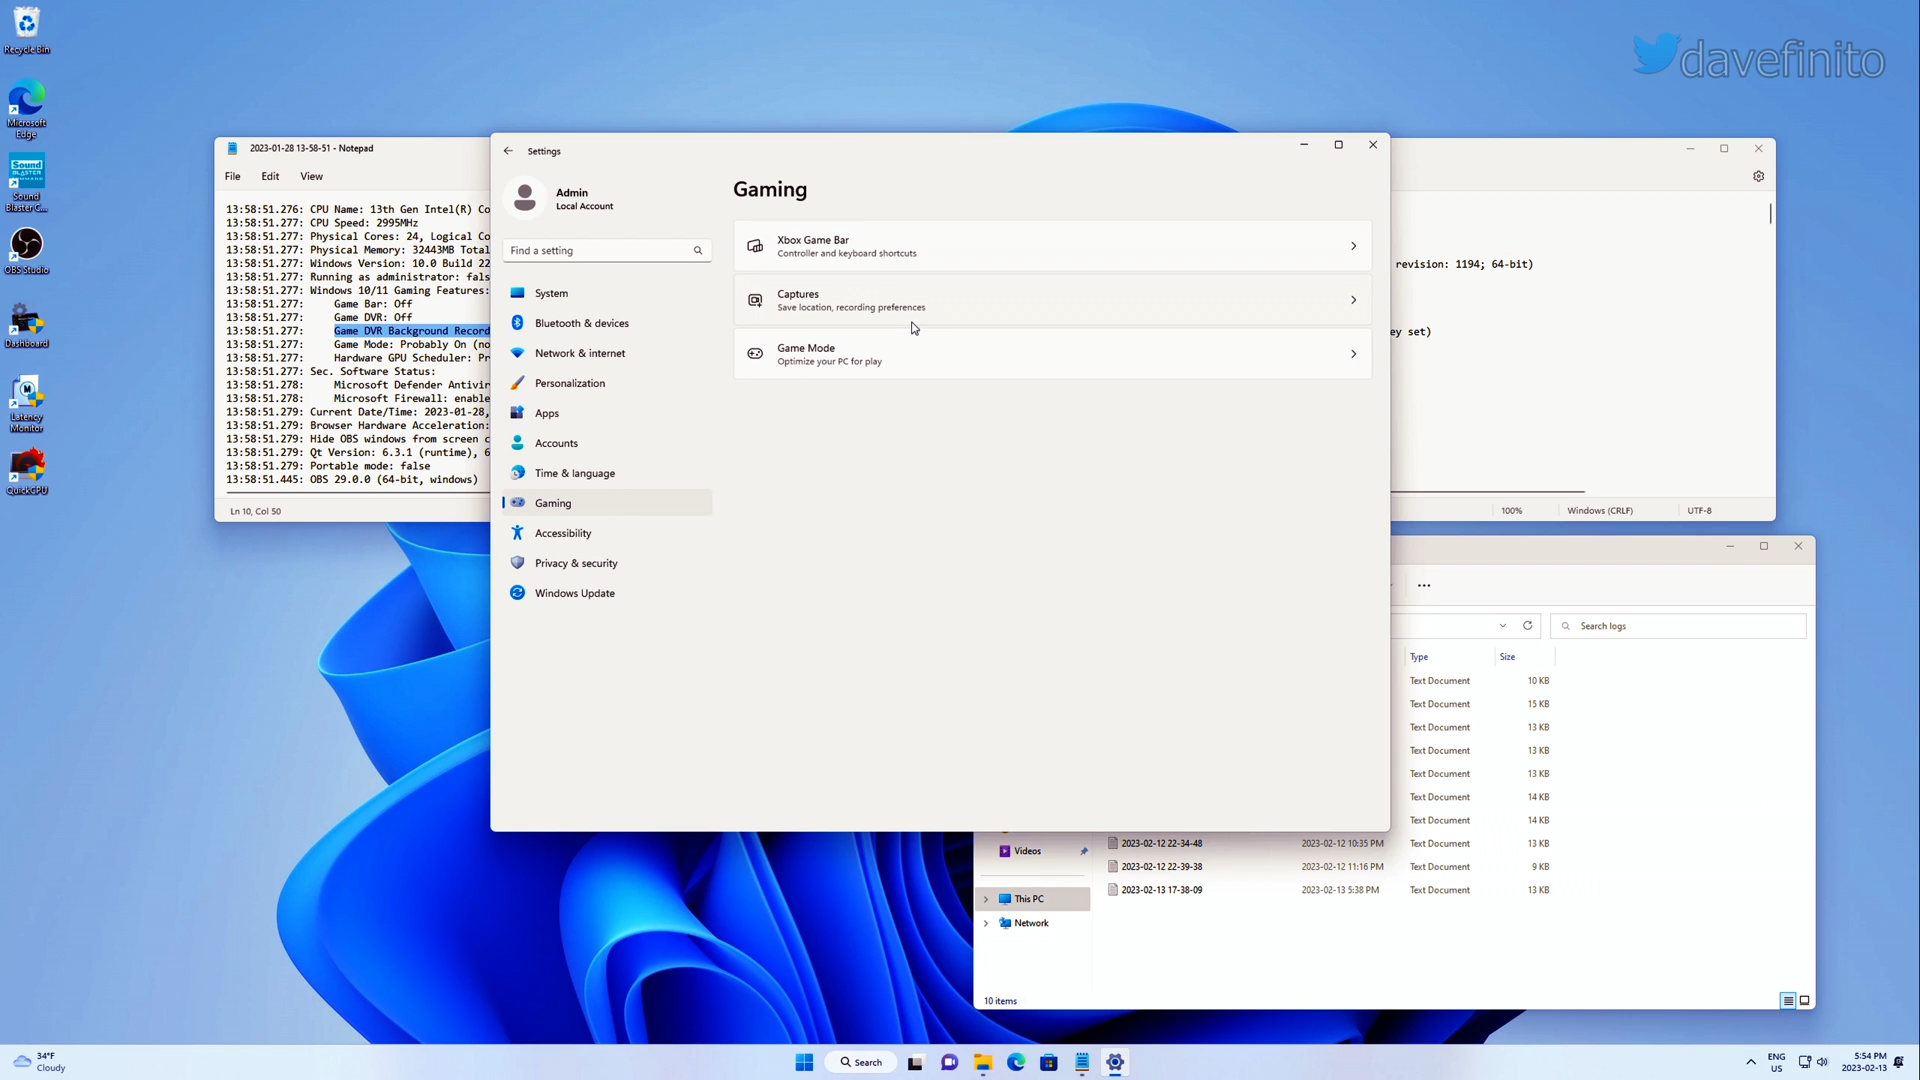 Recycle Bin
Microsoft
Edge
Sound
Blaster C...
OBS Studio
Dashboard
Latency
Monitor
QuickCPU
davefinito
2023-01-28 13-58-51 - Notepad
File
Edit
View
13:58:51.276: CPU Name: 13th Gen Intel(R) Co
13:58:51.277: CPU Speed: 2995MHz
13:58:51.277: Physical Cores: 24, Logical Co
13:58:51.277: Physical Memory: 32443MB Total
13:58:51.277: Windows Version: 10.0 Build 22
13:58:51.277: Running as administrator: fals
13:58:51.277: Windows 10/11 Gaming Features:
13:58:51.277: Game Bar: Off
13:58:51.277: Game DVR: Off
13:58:51.277: Game DVR Background Record
13:58:51.277: Game Mode: Probably On (no
13:58:51.277: Hardware GPU Scheduler: Pr
13:58:51.277: Sec. Software Status:
13:58:51.278: Microsoft Defender Antivir
13:58:51.278: Microsoft Firewall: enable
13:58:51.279: Current Date/Time: 2023-01-28,
13:58:51.279: Browser Hardware Acceleration:
13:58:51.279: Hide OBS windows from screen c
13:58:51.279: Qt Version: 6.3.1 (runtime), 6
13:58:51.279: Portable mode: false
13:58:51.445: OBS 29.0.0 (64-bit, windows)
Ln 10, Col 50
revision: 1194; 64-bit)
ey set)
100%
Windows (CRLF)
UTF-8
Settings
Admin
Local Account
Find a setting
System
Bluetooth & devices
Network & internet
Personalization
Apps
Accounts
Time & language
Gaming
Accessibility
Privacy & security
Windows Update
Gaming
Xbox Game Bar
Controller and keyboard shortcuts
Captures
Save location, recording preferences
Game Mode
Optimize your PC for play
Search logs
Type
Size
Text Document 10 KB
Text Document 15 KB
Text Document 13 KB
Text Document 13 KB
Text Document 13 KB
Text Document 14 KB
Text Document 14 KB
2023-02-12 22-34-48 2023-02-12 10:35 PM Text Document 13 KB
2023-02-12 22-39-38 2023-02-12 11:16 PM Text Document 9 KB
2023-02-13 17-38-09 2023-02-13 5:38 PM Text Document 13 KB
Videos
This PC
Network
10 items
34°F
Cloudy
Search
ENG
US
5:54 PM
2023-02-13